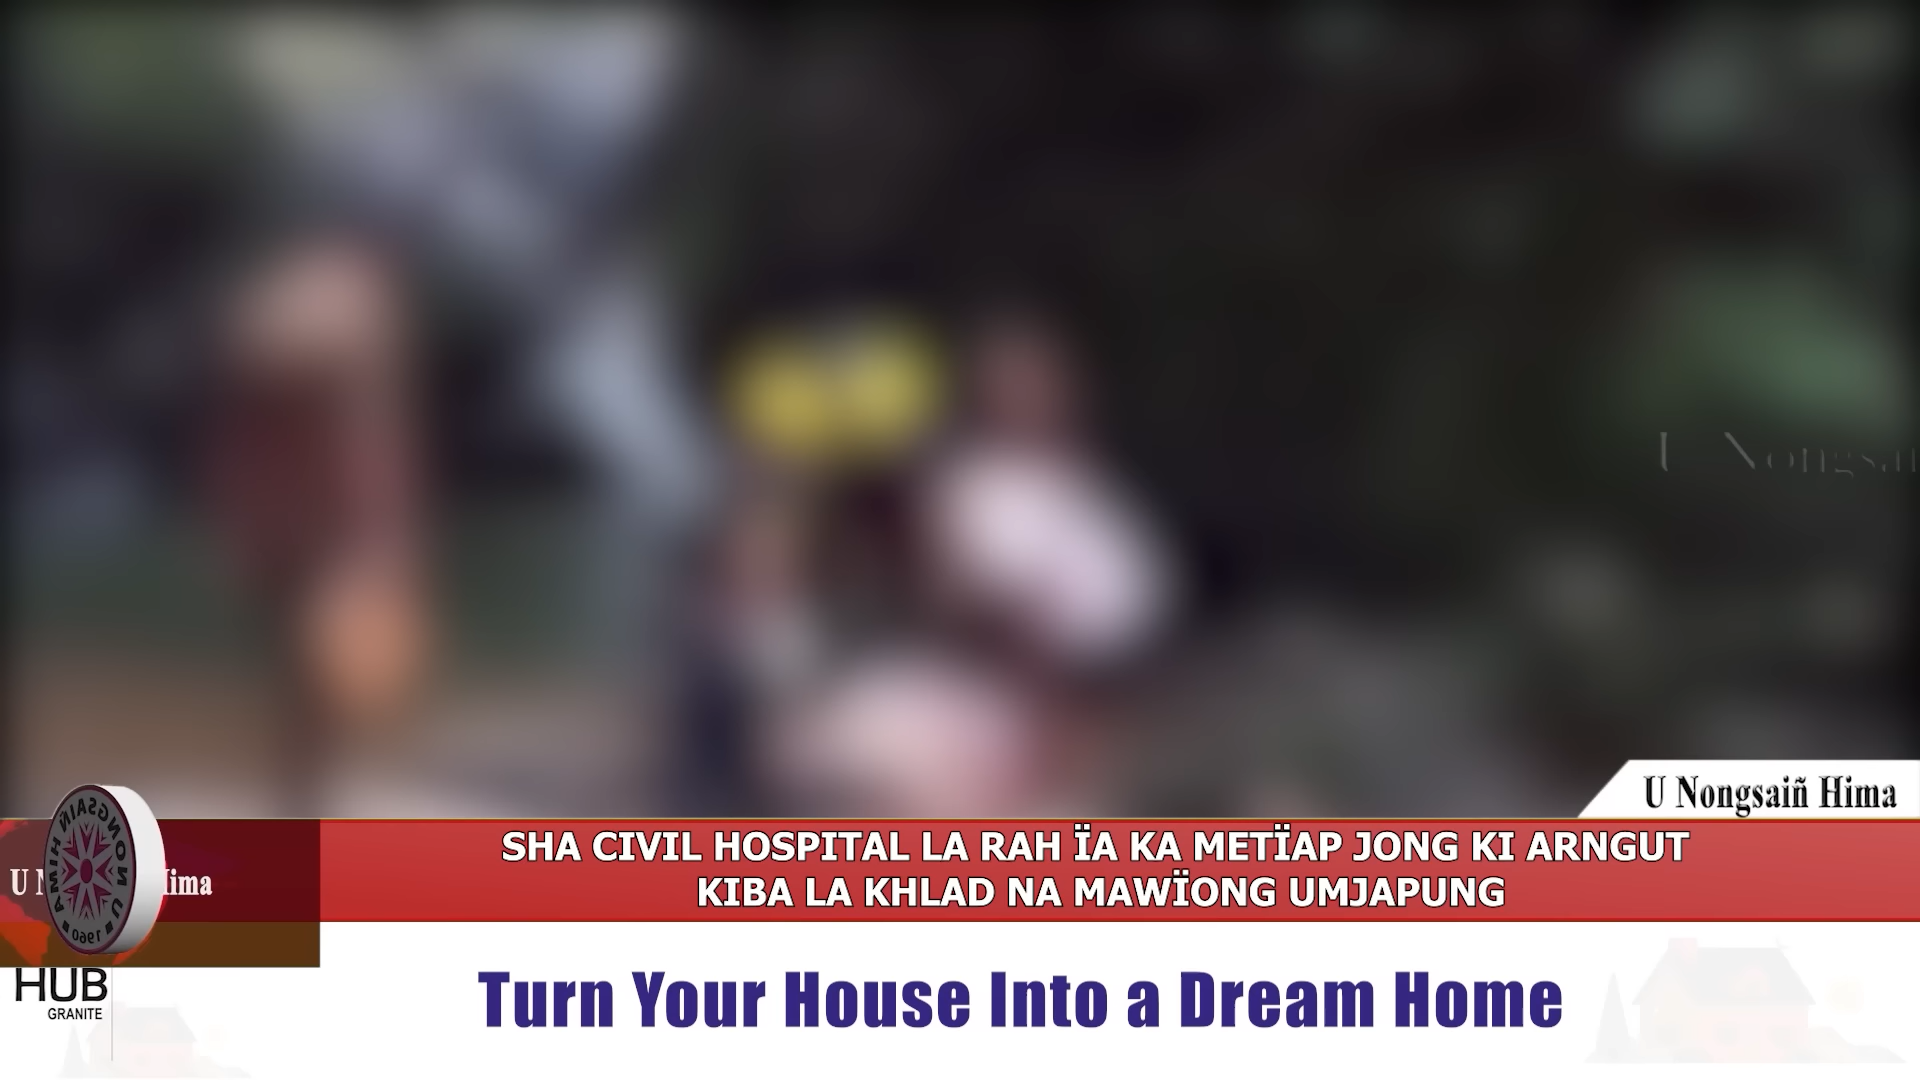 U Nongsaiñ Hima
SHA CIVIL HOSPITAL LA RAH ÏA KA METÏAP JONG KI ARNGUT
KIBA LA KHLAD NA MAWÏONG UMJAPUNG
1960
HUB
GRANITE
Turn Your House Into a Dream Home